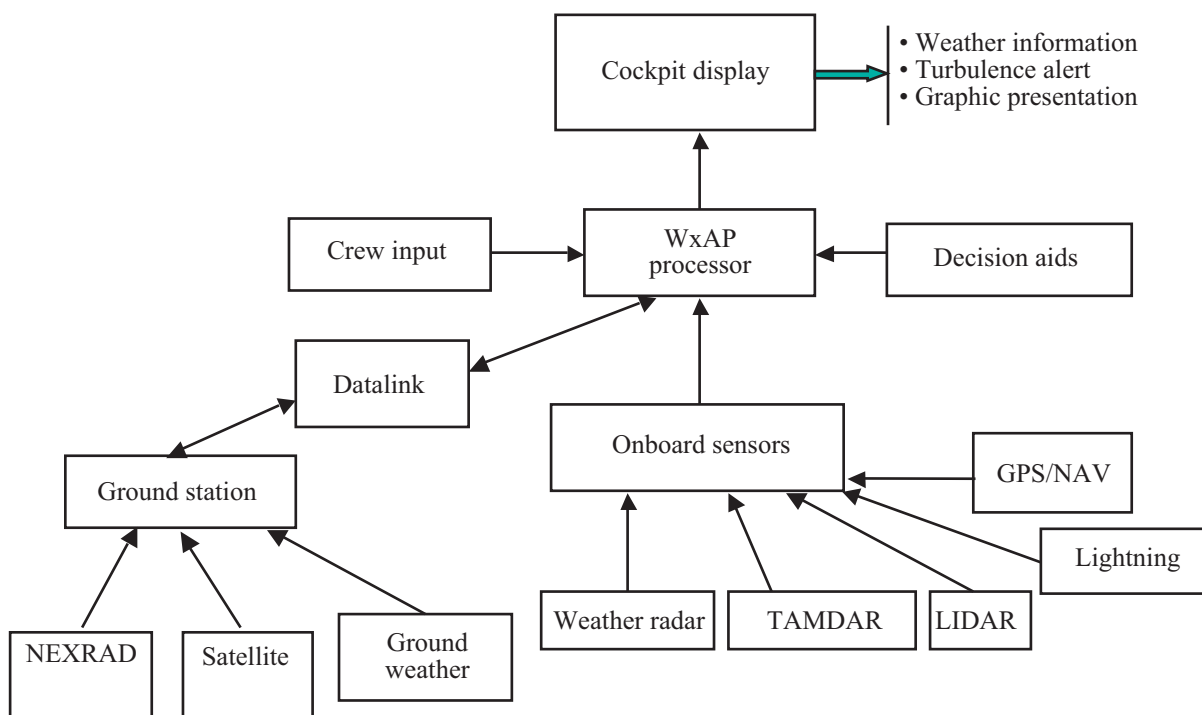 Cockpit display
• Weather information
• Turbulence alert
• Graphic presentation
Crew input
WxAP
processor
Decision aids
Datalink
Onboard sensors
GPS/NAV
Ground station
Lightning
Weather radar
TAMDAR
LIDAR
NEXRAD
Satellite
Ground
weather